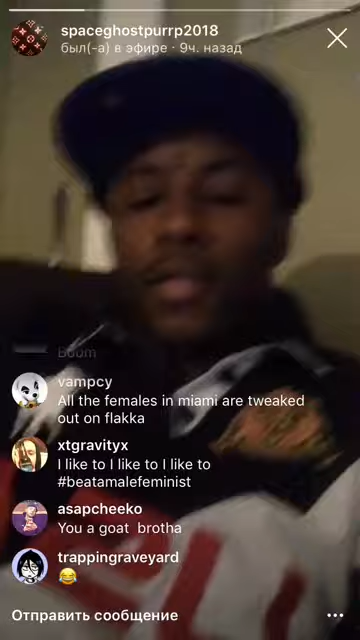 spaceghostpurrp2018
был(-а) в эфире · 9ч. назад
Boom
vampcy
All the females in miami are tweaked
out on flakka
xtgravityx
I like to I like to I like to
#beatamalefeminist
asapcheeko
You a goat brotha
trappingraveyard
😂
Отправить сообщение